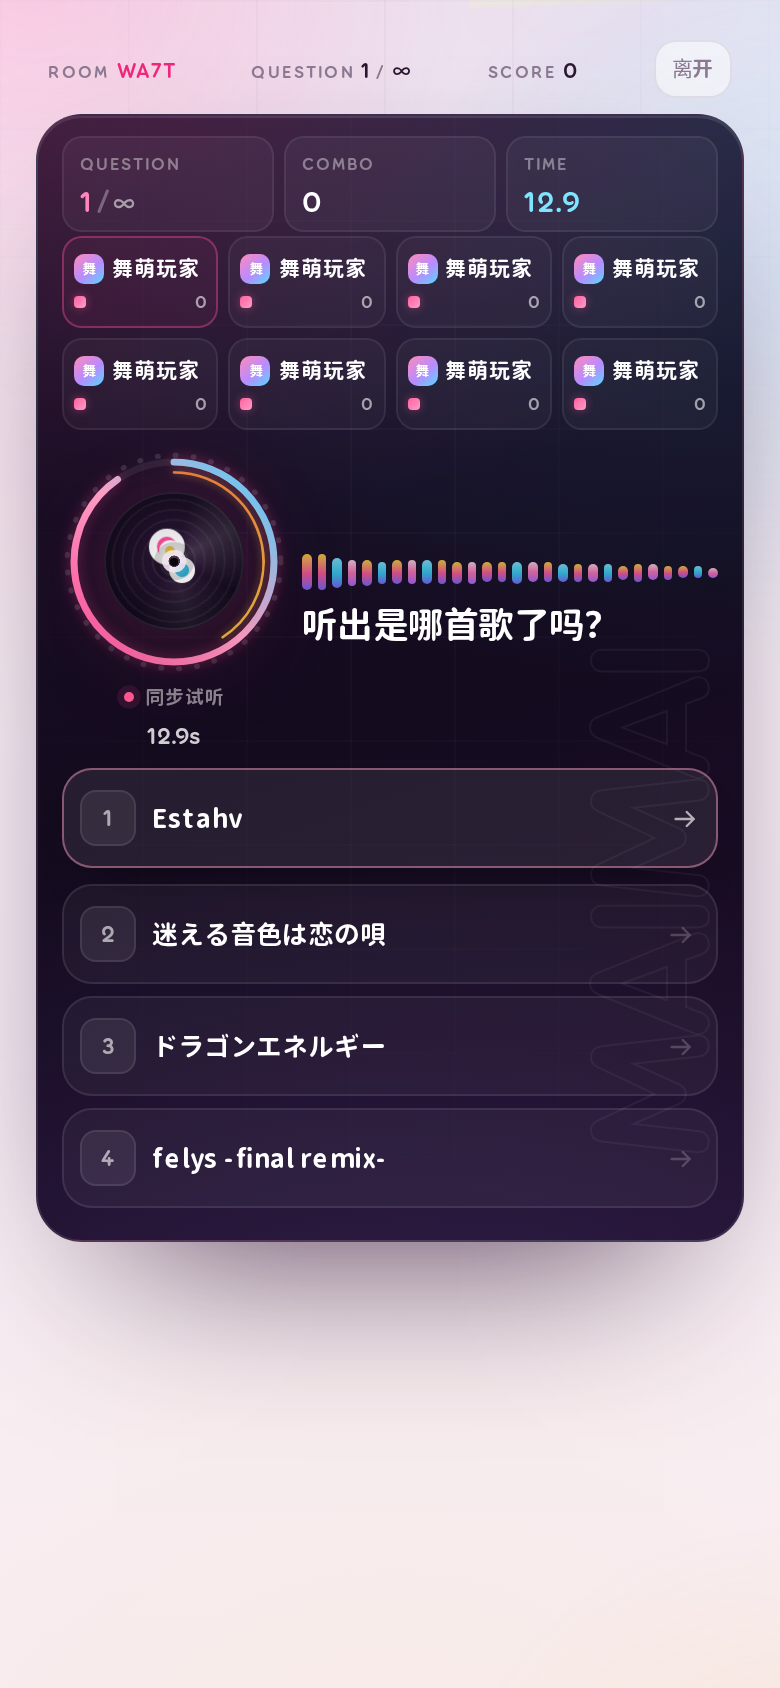 ROOM WA7T QUESTION 1 / ∞ SCORE 0 离开
QUESTION COMBO TIME
1 / ∞ 0 12.9
舞 舞萌玩家 舞 舞萌玩家 舞 舞萌玩家 舞 舞萌玩家
0 0 0 0
舞 舞萌玩家 舞 舞萌玩家 舞 舞萌玩家 舞 舞萌玩家
0 0 0 0
听出是哪首歌了吗?
同步试听
12.9s
MAIMAI
1 Estahv →
2 迷える音色は恋の唄 →
3 ドラゴンエネルギー →
4 felys -final remix- →